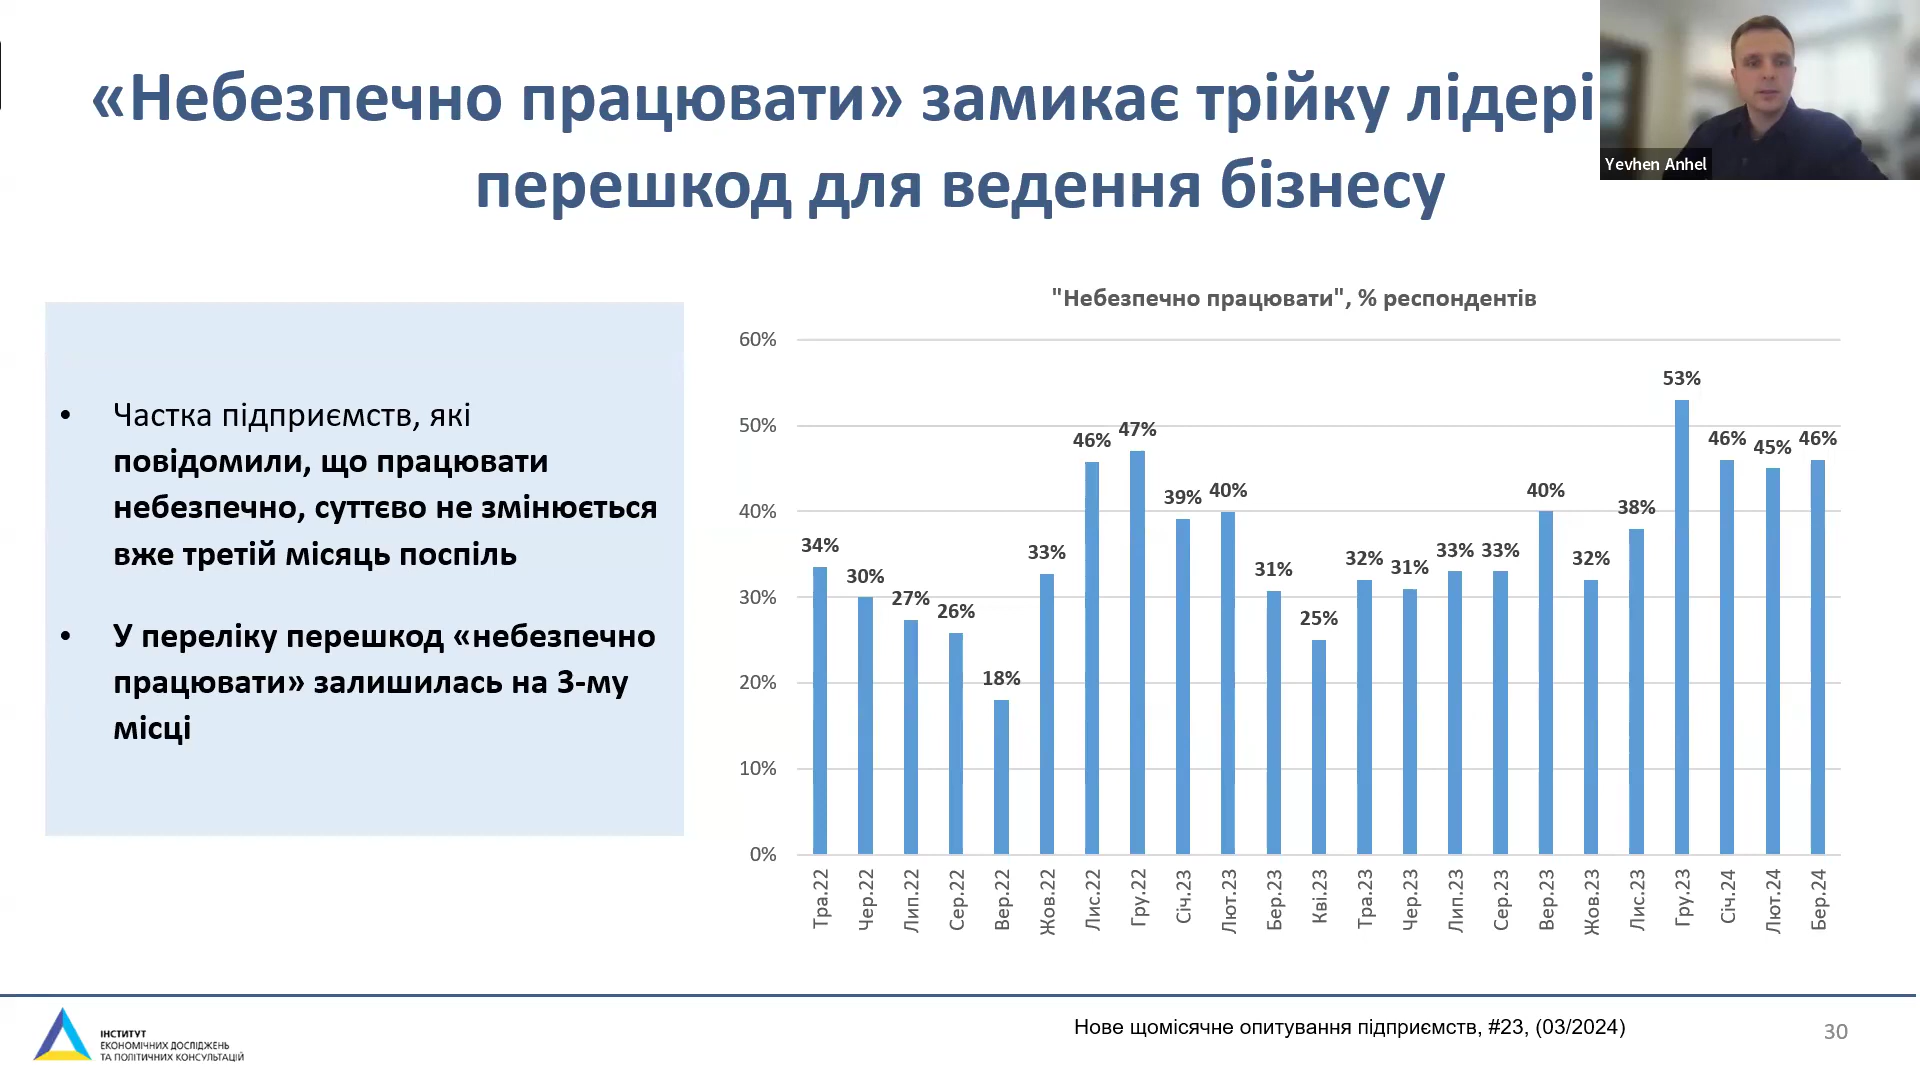 «Небезпечно працювати» замикає трійку лідері
перешкод для ведення бізнесу
Yevhen Anhel
• Частка підприємств, які
повідомили, що працювати
небезпечно, суттєво не змінюється
вже третій місяць поспіль
• У переліку перешкод «небезпечно
працювати» залишилась на 3-му
місці
"Небезпечно працювати", % респондентів
60%
50%
40%
30%
20%
10%
0%
34%
30%
27%
26%
18%
33%
46%
47%
39%
40%
31%
25%
32%
31%
33%
33%
40%
32%
38%
53%
46%
45%
46%
Тра.22
Чер.22
Лип.22
Сер.22
Вер.22
Жов.22
Лис.22
Гру.22
Січ.23
Лют.23
Бер.23
Кві.23
Тра.23
Чер.23
Лип.23
Сер.23
Вер.23
Жов.23
Лис.23
Гру.23
Січ.24
Лют.24
Бер.24
ІНСТИТУТ
ЕКОНОМІЧНИХ ДОСЛІДЖЕНЬ
ТА ПОЛІТИЧНИХ КОНСУЛЬТАЦІЙ
Нове щомісячне опитування підприємств, #23, (03/2024)
30